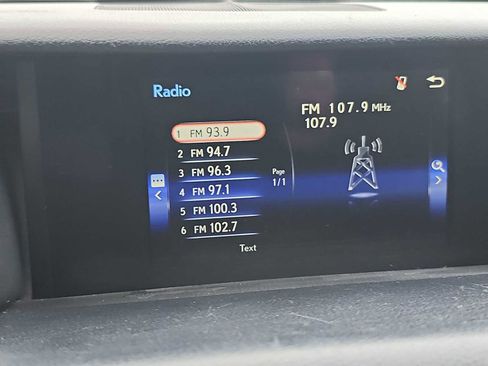 Radio
FM 107.9 MHz
107.9
1 FM 93.9
2 FM 94.7
3 FM 96.3
4 FM 97.1
5 FM 100.3
6 FM 102.7
Page
1/1
Text